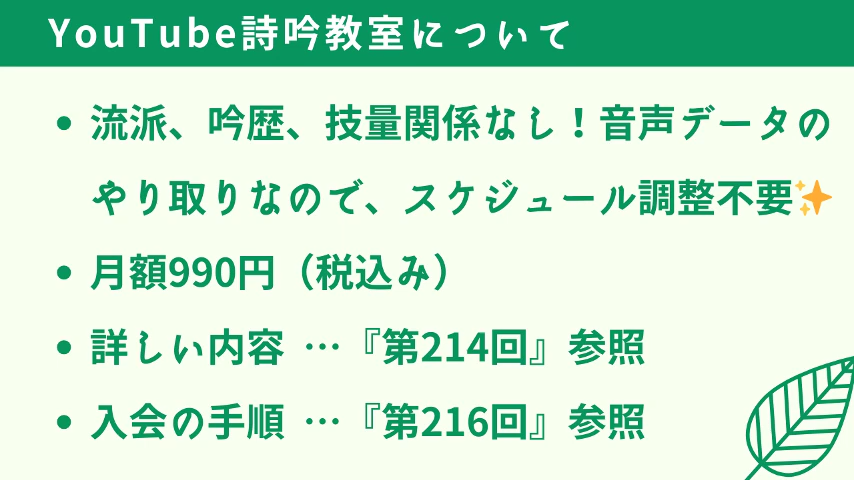 YouTube詩吟教室について
• 流派、吟歴、技量関係なし！音声データの
やり取りなので、スケジュール調整不要✨
• 月額990円（税込み）
• 詳しい内容 …『第214回』参照
• 入会の手順 …『第216回』参照